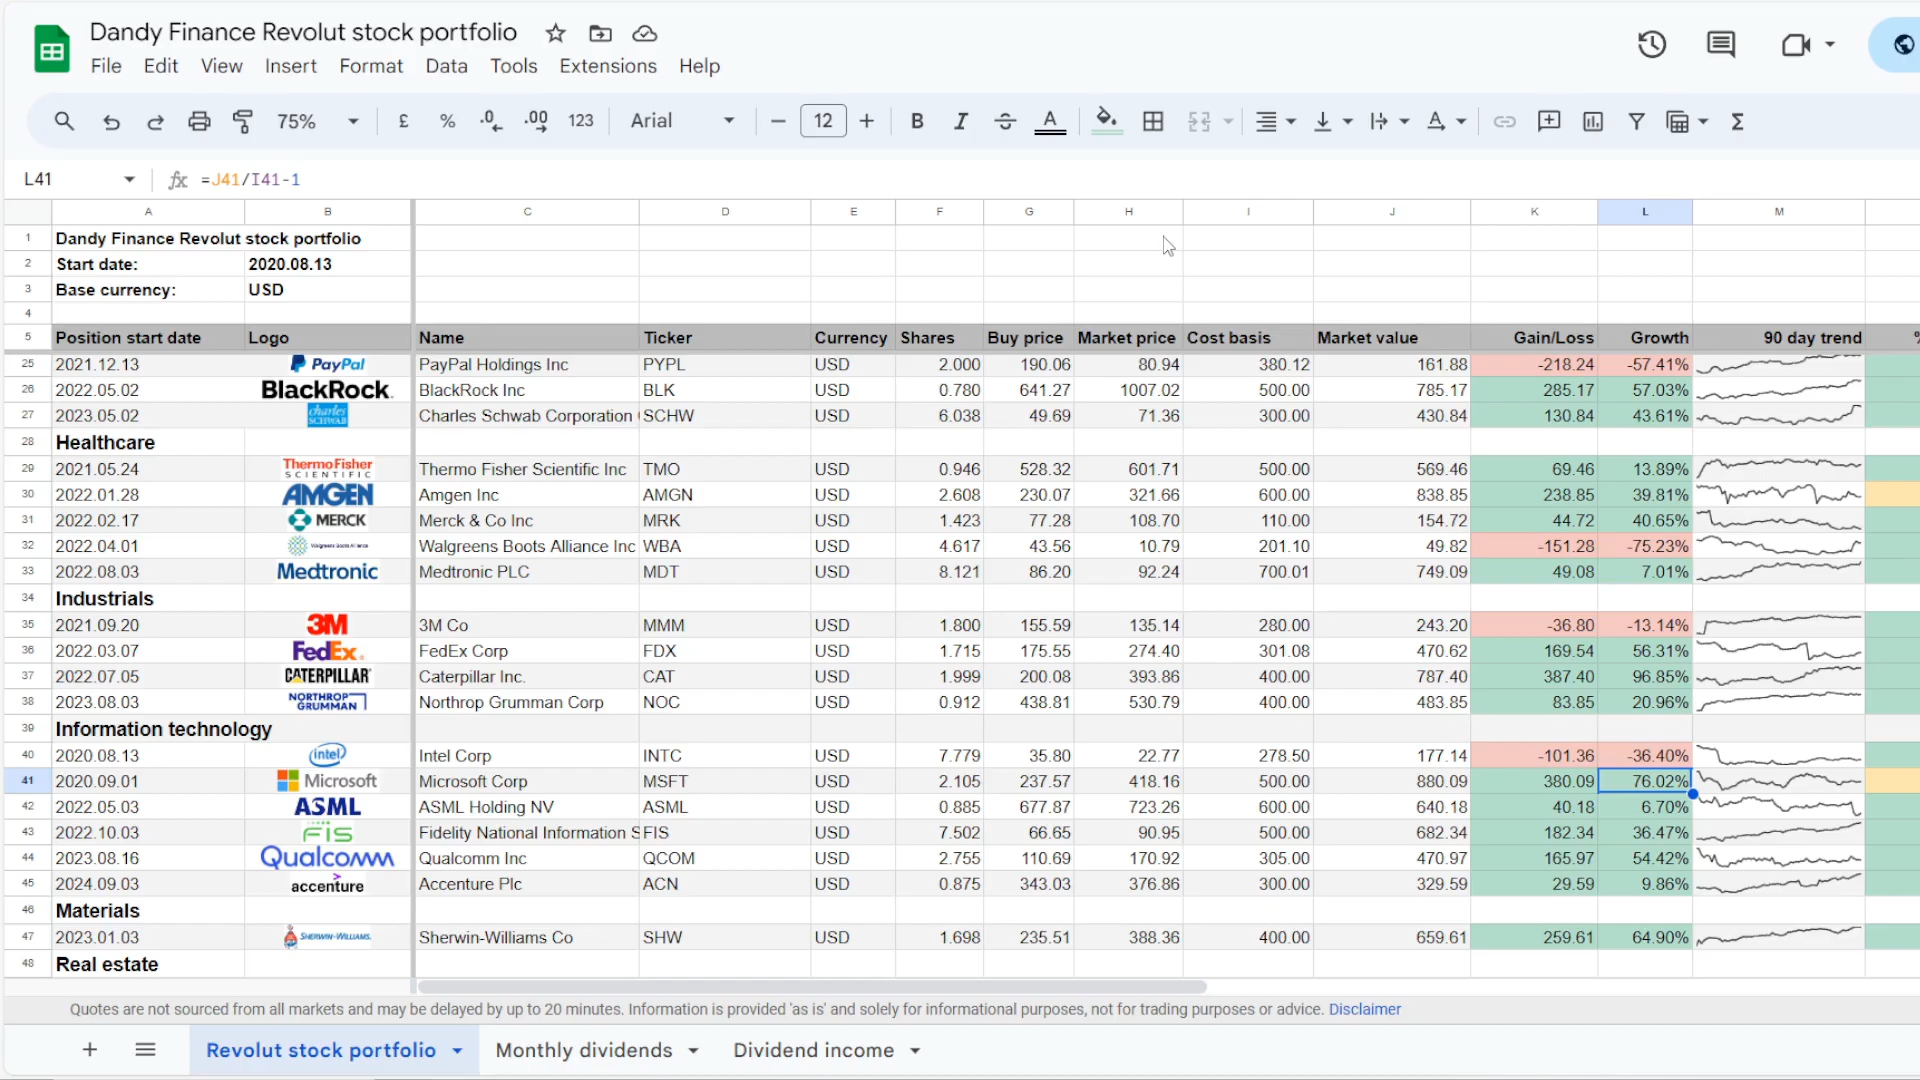 Dandy Finance Revolut stock portfolio
File Edit View Insert Format Data Tools Extensions Help
75% £ % .0 .00 123 Arial 12 B I A
L41 fx =J41/I41-1
A B C D E F G H I J K L M
1 Dandy Finance Revolut stock portfolio
2 Start date: 2020.08.13
3 Base currency: USD
4
5 Position start date Logo Name Ticker Currency Shares Buy price Market price Cost basis Market value Gain/Loss Growth 90 day trend %
25 2021.12.13 PayPal PayPal Holdings Inc PYPL USD 2.000 190.06 80.94 380.12 161.88 -218.24 -57.41%
26 2022.05.02 BlackRock. BlackRock Inc BLK USD 0.780 641.27 1007.02 500.00 785.17 285.17 57.03%
27 2023.05.02 charles SCHWAB Charles Schwab Corporation SCHW USD 6.038 49.69 71.36 300.00 430.84 130.84 43.61%
28 Healthcare
29 2021.05.24 ThermoFisher SCIENTIFIC Thermo Fisher Scientific Inc TMO USD 0.946 528.32 601.71 500.00 569.46 69.46 13.89%
30 2022.01.28 AMGEN Amgen Inc AMGN USD 2.608 230.07 321.66 600.00 838.85 238.85 39.81%
31 2022.02.17 MERCK Merck & Co Inc MRK USD 1.423 77.28 108.70 110.00 154.72 44.72 40.65%
32 2022.04.01 Walgreens Boots Alliance Walgreens Boots Alliance Inc WBA USD 4.617 43.56 10.79 201.10 49.82 -151.28 -75.23%
33 2022.08.03 Medtronic Medtronic PLC MDT USD 8.121 86.20 92.24 700.01 749.09 49.08 7.01%
34 Industrials
35 2021.09.20 3M 3M Co MMM USD 1.800 155.59 135.14 280.00 243.20 -36.80 -13.14%
36 2022.03.07 FedEx FedEx Corp FDX USD 1.715 175.55 274.40 301.08 470.62 169.54 56.31%
37 2022.07.05 CATERPILLAR Caterpillar Inc. CAT USD 1.999 200.08 393.86 400.00 787.40 387.40 96.85%
38 2023.08.03 NORTHROP GRUMMAN Northrop Grumman Corp NOC USD 0.912 438.81 530.79 400.00 483.85 83.85 20.96%
39 Information technology
40 2020.08.13 intel Intel Corp INTC USD 7.779 35.80 22.77 278.50 177.14 -101.36 -36.40%
41 2020.09.01 Microsoft Microsoft Corp MSFT USD 2.105 237.57 418.16 500.00 880.09 380.09 76.02%
42 2022.05.03 ASML ASML Holding NV ASML USD 0.885 677.87 723.26 600.00 640.18 40.18 6.70%
43 2022.10.03 FIS Fidelity National Information S FIS USD 7.502 66.65 90.95 500.00 682.34 182.34 36.47%
44 2023.08.16 Qualcomm Qualcomm Inc QCOM USD 2.755 110.69 170.92 305.00 470.97 165.97 54.42%
45 2024.09.03 accenture Accenture Plc ACN USD 0.875 343.03 376.86 300.00 329.59 29.59 9.86%
46 Materials
47 2023.01.03 SHERWIN-WILLIAMS. Sherwin-Williams Co SHW USD 1.698 235.51 388.36 400.00 659.61 259.61 64.90%
48 Real estate
Quotes are not sourced from all markets and may be delayed by up to 20 minutes. Information is provided 'as is' and solely for informational purposes, not for trading purposes or advice. Disclaimer
Revolut stock portfolio Monthly dividends Dividend income